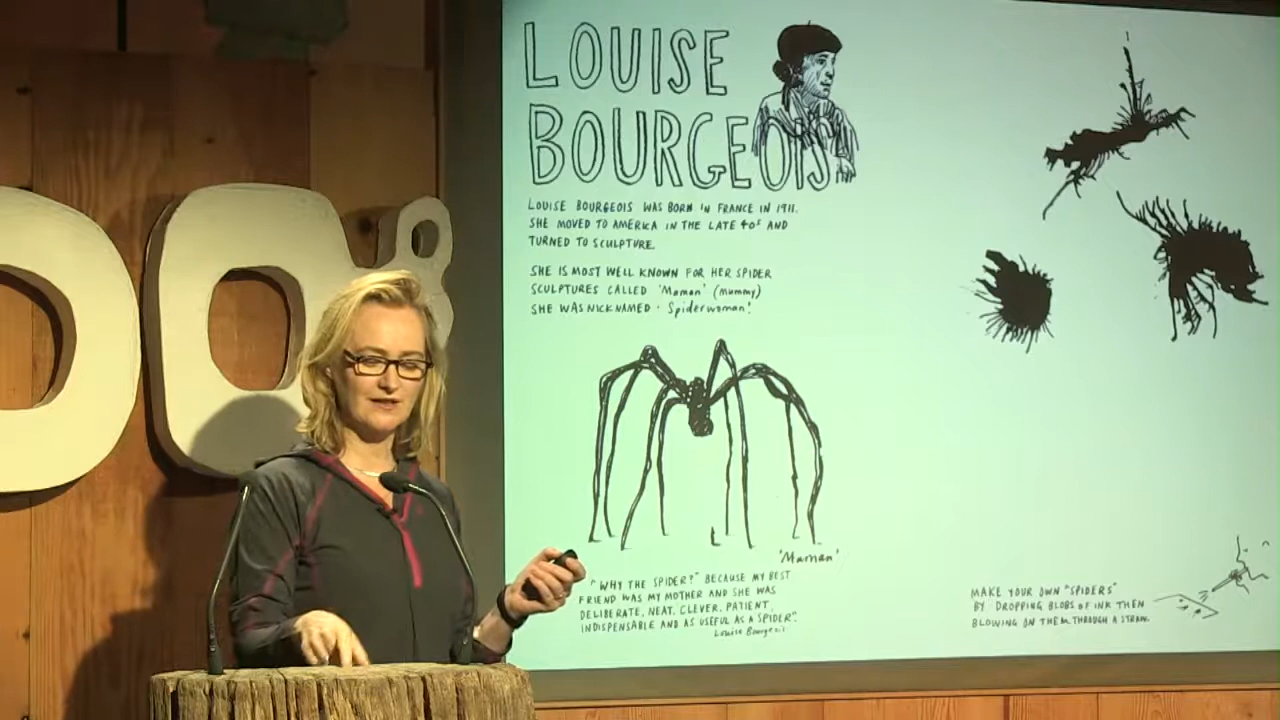 LOUISE
BOURGEOIS
LOUISE BOURGEOIS WAS BORN IN FRANCE IN 1911.
SHE MOVED TO AMERICA IN THE LATE 40S AND
TURNED TO SCULPTURE.
SHE IS MOST WELL KNOWN FOR HER SPIDER
SCULPTURES CALLED 'Maman' (mummy)
SHE WAS NICKNAMED · Spiderwoman!
'Maman'
"WHY THE SPIDER?" BECAUSE MY BEST
FRIEND WAS MY MOTHER AND SHE WAS
DELIBERATE, NEAT, CLEVER, PATIENT,
INDISPENSABLE AND AS USEFUL AS A SPIDER".
Louise
MAKE YOUR OWN "SPIDERS"
BY DROPPING BLOBS OF INK THEN
BLOWING ON THEM THROUGH A STRAW.